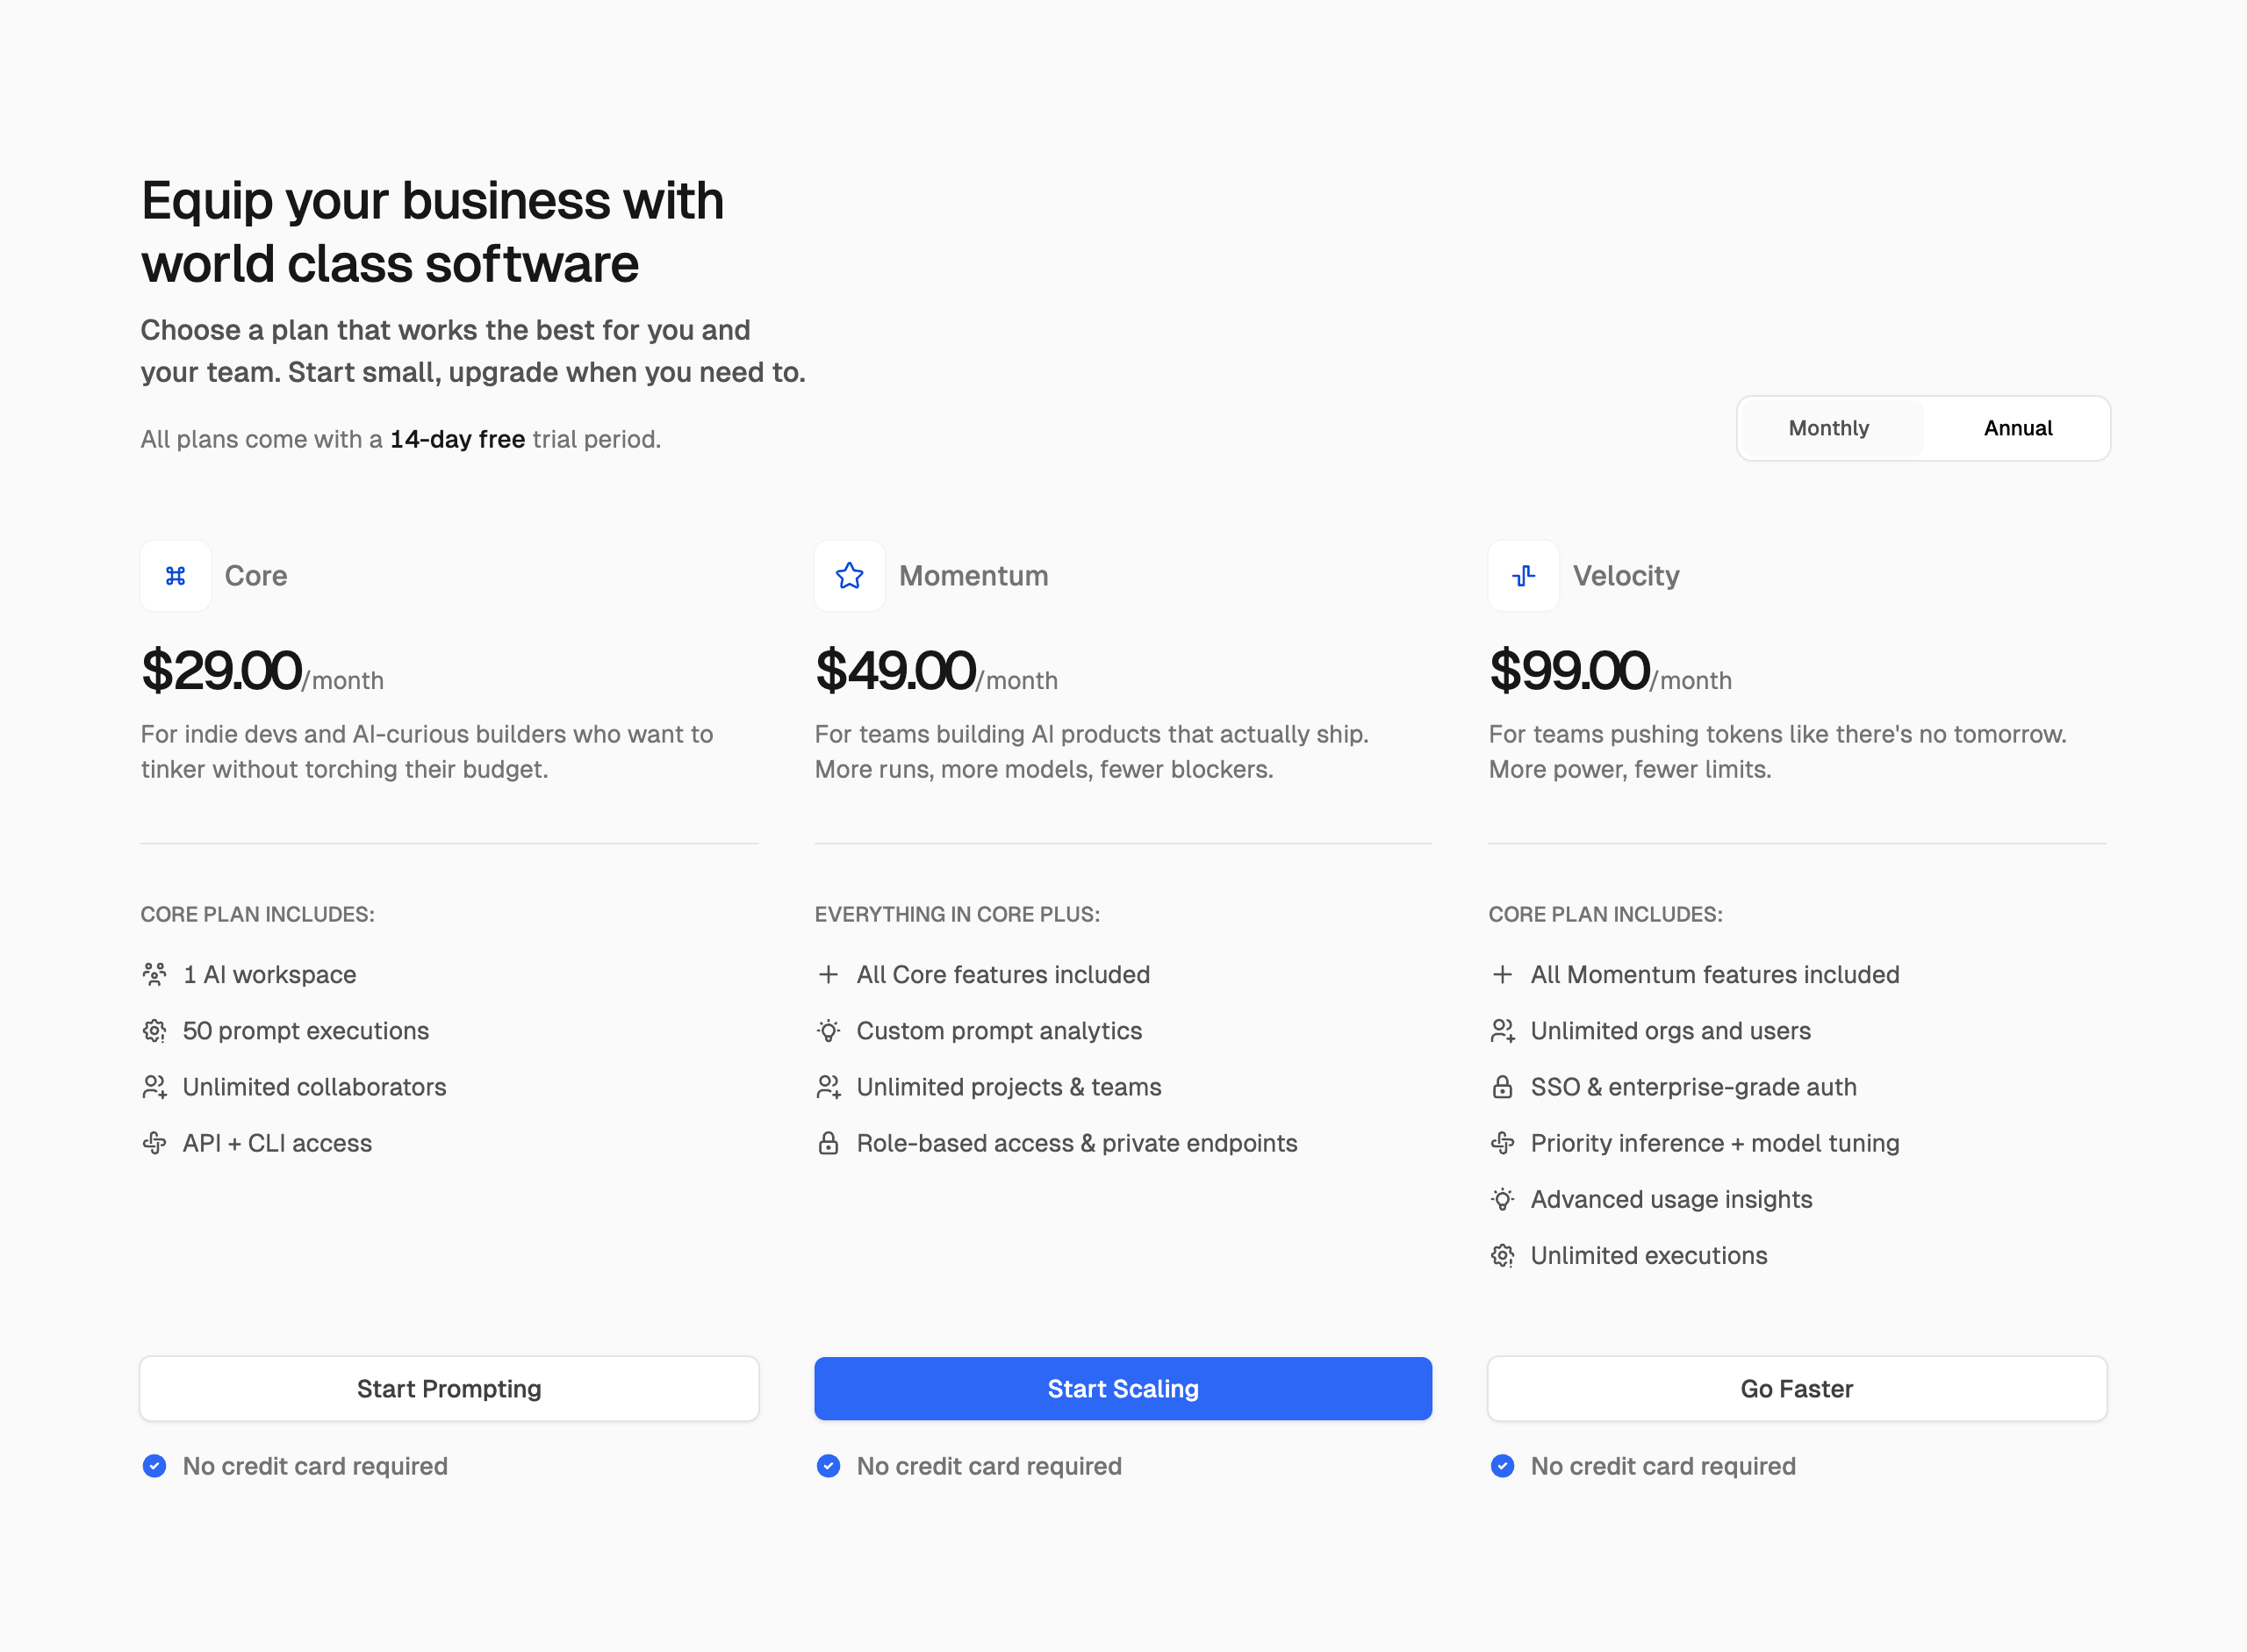 Equip your business with
world class software
Choose a plan that works the best for you and
your team. Start small, upgrade when you need to.
All plans come with a 14-day free trial period.
Monthly
Annual
Core
$29.00/month
For indie devs and AI-curious builders who want to
tinker without torching their budget.
CORE PLAN INCLUDES:
1 AI workspace
50 prompt executions
Unlimited collaborators
API + CLI access
Start Prompting
No credit card required
Momentum
$49.00/month
For teams building AI products that actually ship.
More runs, more models, fewer blockers.
EVERYTHING IN CORE PLUS:
All Core features included
Custom prompt analytics
Unlimited projects & teams
Role-based access & private endpoints
Start Scaling
No credit card required
Velocity
$99.00/month
For teams pushing tokens like there's no tomorrow.
More power, fewer limits.
CORE PLAN INCLUDES:
All Momentum features included
Unlimited orgs and users
SSO & enterprise-grade auth
Priority inference + model tuning
Advanced usage insights
Unlimited executions
Go Faster
No credit card required